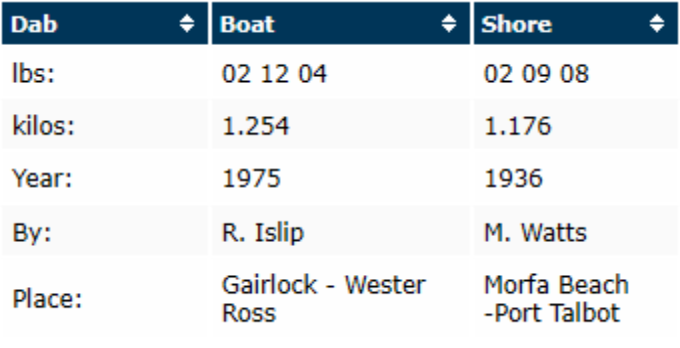 Dab Boat Shore
lbs: 02 12 04 02 09 08
kilos: 1.254 1.176
Year: 1975 1936
By: R. Islip M. Watts
Place: Gairlock - Wester Ross Morfa Beach -Port Talbot